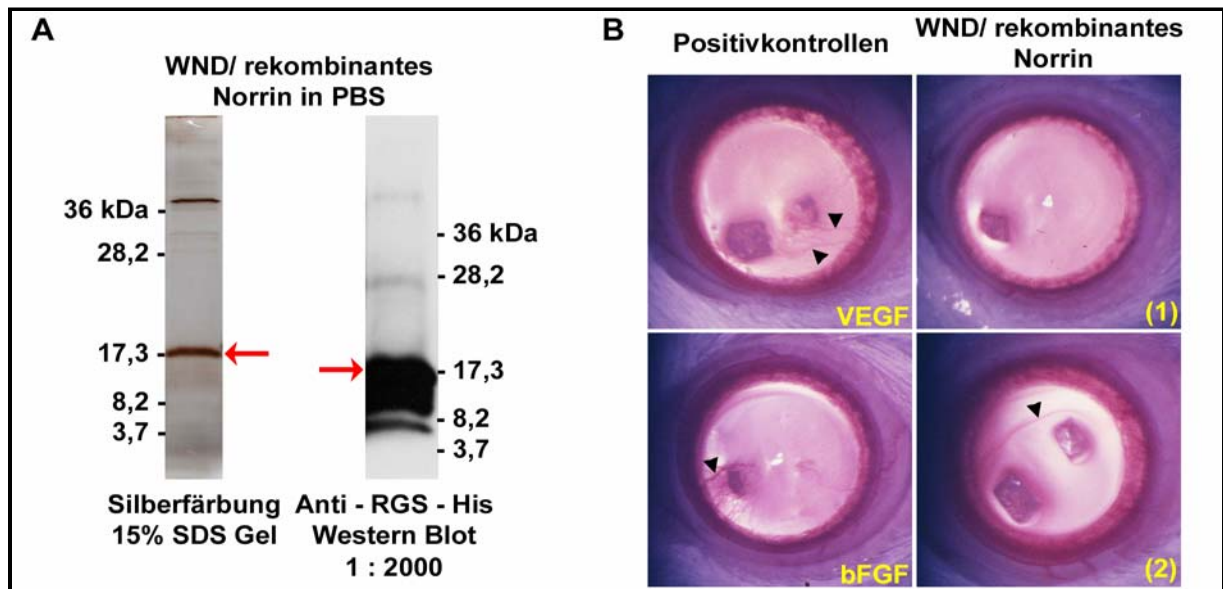 A
WND/ rekombinantes
Norrin in PBS
36 kDa
28,2
17,3
8,2
3,7
Silberfärbung
15% SDS Gel
36 kDa
28,2
17,3
8,2
3,7
Anti - RGS - His
Western Blot
1 : 2000
B
Positivkontrollen
WND/ rekombinantes
Norrin
VEGF
(1)
bFGF
(2)